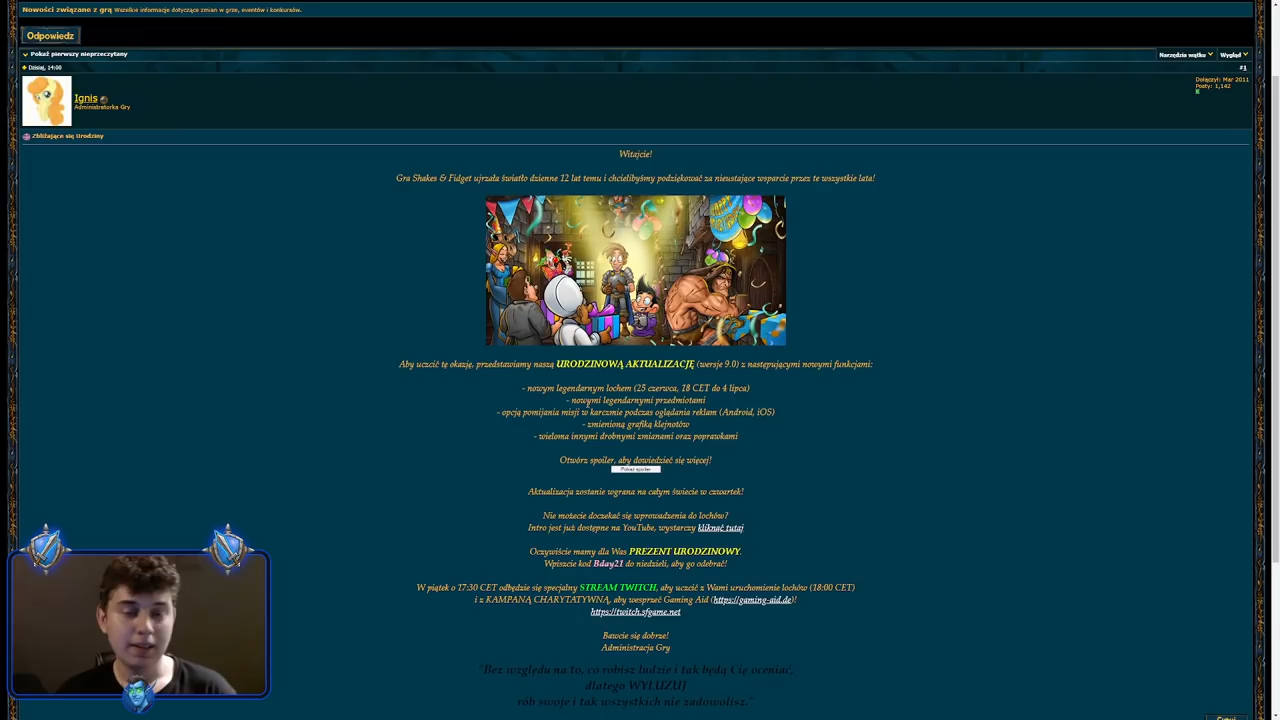 Nowości związane z grą Wszelkie informacje dotyczące zmian w grze, eventów i konkursów.
Odpowiedz
Pokaż pierwszy nieprzeczytany
Narzędzia wątku Wygląd
Dzisiaj, 14:00 #1
Ignis
Administratorka Gry
Dołączył: Mar 2011
Posty: 1,142
Zbliżające się Urodziny
Witajcie!
Gra Shakes & Fidget ujrzała światło dzienne 12 lat temu i chcielibyśmy podziękować za nieustające wsparcie przez te wszystkie lata!
Aby uczcić tę okazję, przedstawiamy naszą URODZINOWĄ AKTUALIZACJĘ (wersje 9.0) z następującymi nowymi funkcjami:
- nowym legendarnym lochem (25 czerwca, 18 CET do 4 lipca)
- nowymi legendarnymi przedmiotami
- opcją pomijania misji w karczmie podczas oglądania reklam (Android, iOS)
- zmienioną grafiką klejnotów
- wieloma innymi drobnymi zmianami oraz poprawkami
Otwórz spoiler, aby dowiedzieć się więcej!
Pokaż spoiler
Aktualizacja zostanie wgrana na całym świecie w czwartek!
Nie możecie doczekać się wprowadzenia do lochów?
Intro jest już dostępne na YouTube, wystarczy kliknąć tutaj
Oczywiście mamy dla Was PREZENT URODZINOWY.
Wpiszcie kod Bday21 do niedzieli, aby go odebrać!
W piątek o 17:30 CET odbędzie się specjalny STREAM TWITCH, aby uczcić z Wami uruchomienie lochów (18:00 CET)
i z KAMPANĄ CHARYTATYWNĄ, aby wesprzeć Gaming Aid (https://gaming-aid.de)!
https://twitch.sfgame.net
Bawcie się dobrze!
Administracja Gry
"Bez względu na to, co robisz ludzie i tak będą Cię oceniać,
dlatego WYLUZUJ
rób swoje i tak wszystkich nie zadowolisz."